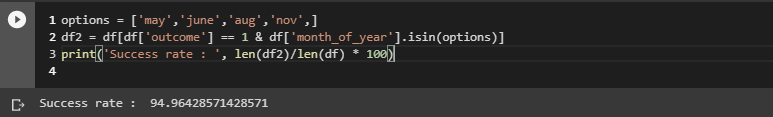 1 options = ['may','june','aug','nov',]
2 df2 = df[df['outcome'] == 1 & df['month_of_year'].isin(options)]
3 print('Success rate : ', len(df2)/len(df) * 100)
4
Success rate :  94.96428571428571